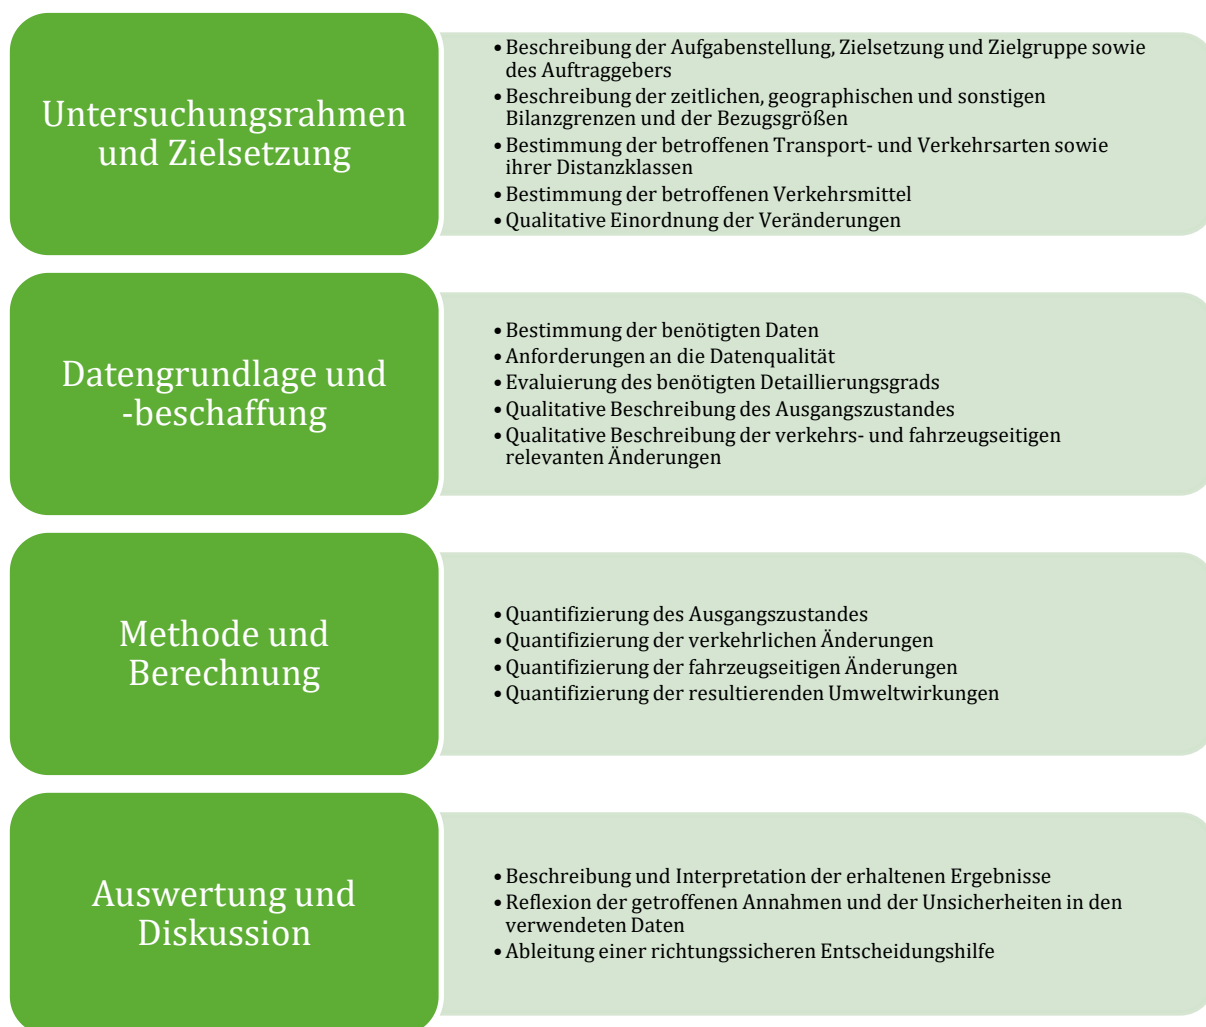 Untersuchungsrahmen
und Zielsetzung
• Beschreibung der Aufgabenstellung, Zielsetzung und Zielgruppe sowie
des Auftraggebers
• Beschreibung der zeitlichen, geographischen und sonstigen
Bilanzgrenzen und der Bezugsgrößen
• Bestimmung der betroffenen Transport- und Verkehrsarten sowie
ihrer Distanzklassen
• Bestimmung der betroffenen Verkehrsmittel
• Qualitative Einordnung der Veränderungen
Datengrundlage und
-beschaffung
• Bestimmung der benötigten Daten
• Anforderungen an die Datenqualität
• Evaluierung des benötigten Detaillierungsgrads
• Qualitative Beschreibung des Ausgangszustandes
• Qualitative Beschreibung der verkehrs- und fahrzeugseitigen
relevanten Änderungen
Methode und
Berechnung
• Quantifizierung des Ausgangszustandes
• Quantifizierung der verkehrlichen Änderungen
• Quantifizierung der fahrzeugseitigen Änderungen
• Quantifizierung der resultierenden Umweltwirkungen
Auswertung und
Diskussion
• Beschreibung und Interpretation der erhaltenen Ergebnisse
• Reflexion der getroffenen Annahmen und der Unsicherheiten in den
verwendeten Daten
• Ableitung einer richtungssicheren Entscheidungshilfe